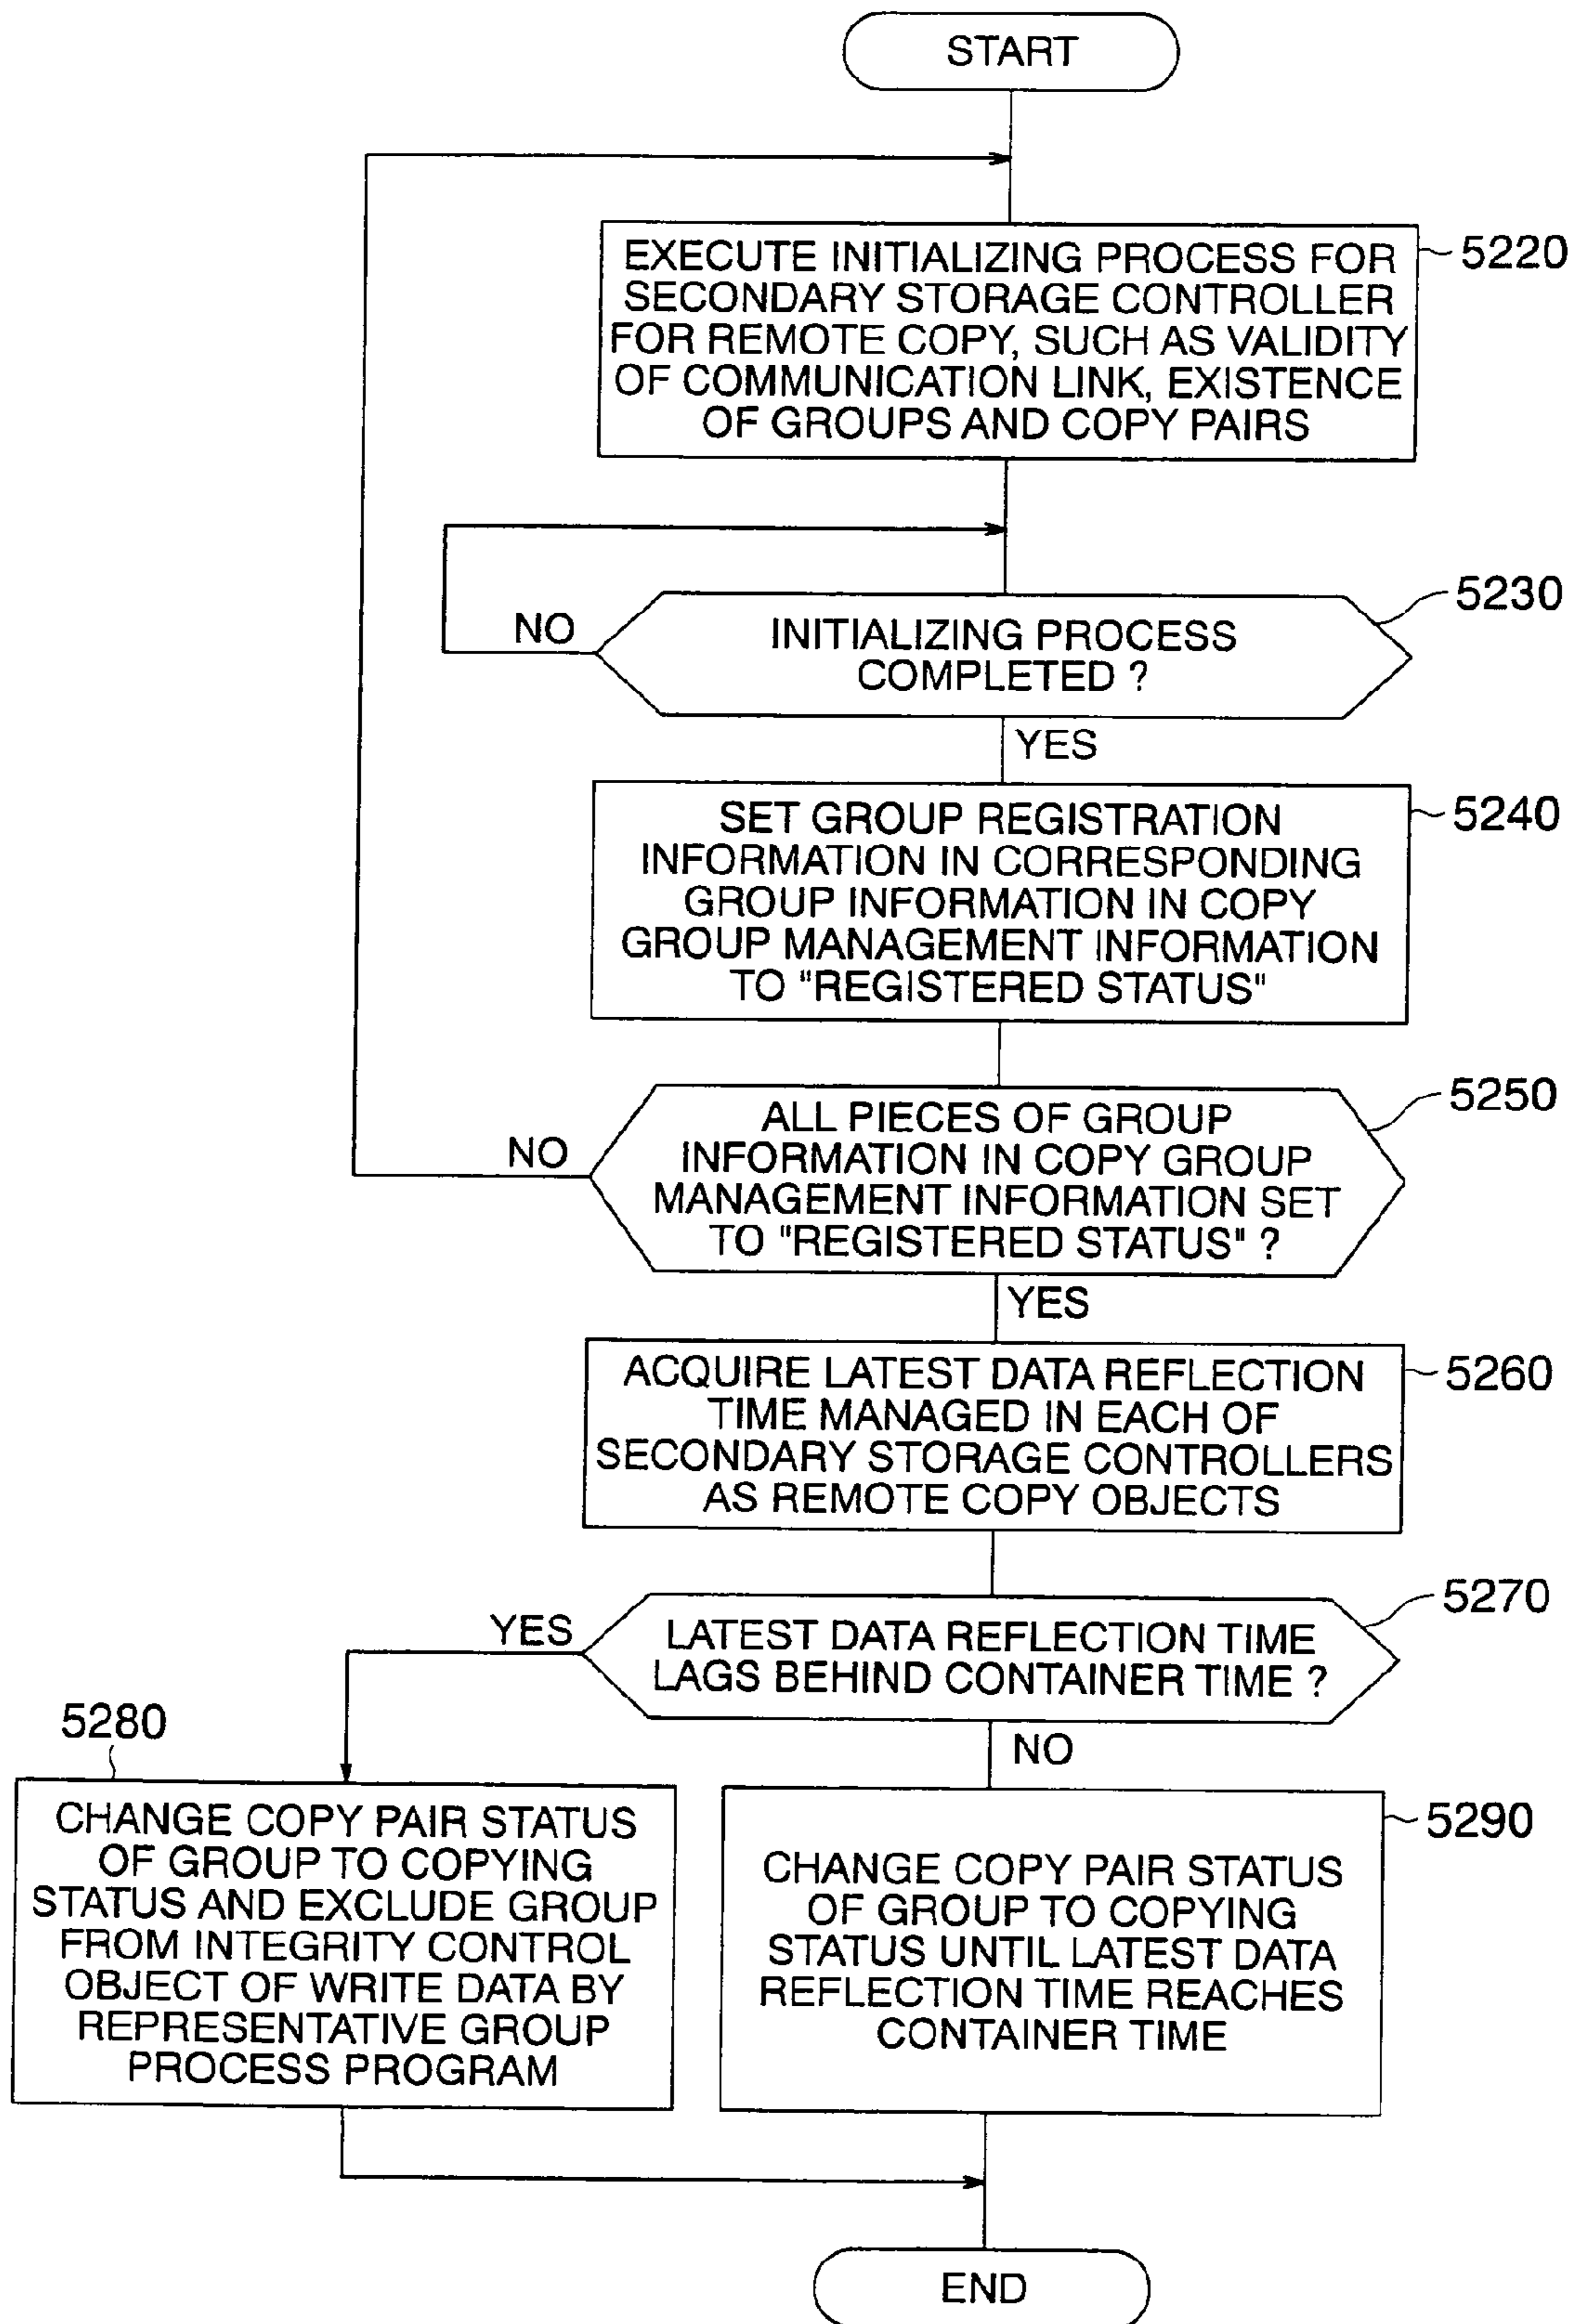 START
EXECUTE INITIALIZING PROCESS FOR
SECONDARY STORAGE CONTROLLER
FOR REMOTE COPY, SUCH AS VALIDITY
OF COMMUNICATION LINK, EXISTENCE
OF GROUPS AND COPY PAIRS
5220
INITIALIZING PROCESS
COMPLETED ?
5230
NO
YES
SET GROUP REGISTRATION
INFORMATION IN CORRESPONDING
GROUP INFORMATION IN COPY
GROUP MANAGEMENT INFORMATION
TO "REGISTERED STATUS"
5240
ALL PIECES OF GROUP
INFORMATION IN COPY GROUP
MANAGEMENT INFORMATION SET
TO "REGISTERED STATUS" ?
5250
NO
YES
ACQUIRE LATEST DATA REFLECTION
TIME MANAGED IN EACH OF
SECONDARY STORAGE CONTROLLERS
AS REMOTE COPY OBJECTS
5260
LATEST DATA REFLECTION TIME
LAGS BEHIND CONTAINER TIME ?
5270
YES
NO
5280
CHANGE COPY PAIR STATUS
OF GROUP TO COPYING
STATUS AND EXCLUDE GROUP
FROM INTEGRITY CONTROL
OBJECT OF WRITE DATA BY
REPRESENTATIVE GROUP
PROCESS PROGRAM
5290
CHANGE COPY PAIR STATUS
OF GROUP TO COPYING
STATUS UNTIL LATEST DATA
REFLECTION TIME REACHES
CONTAINER TIME
END